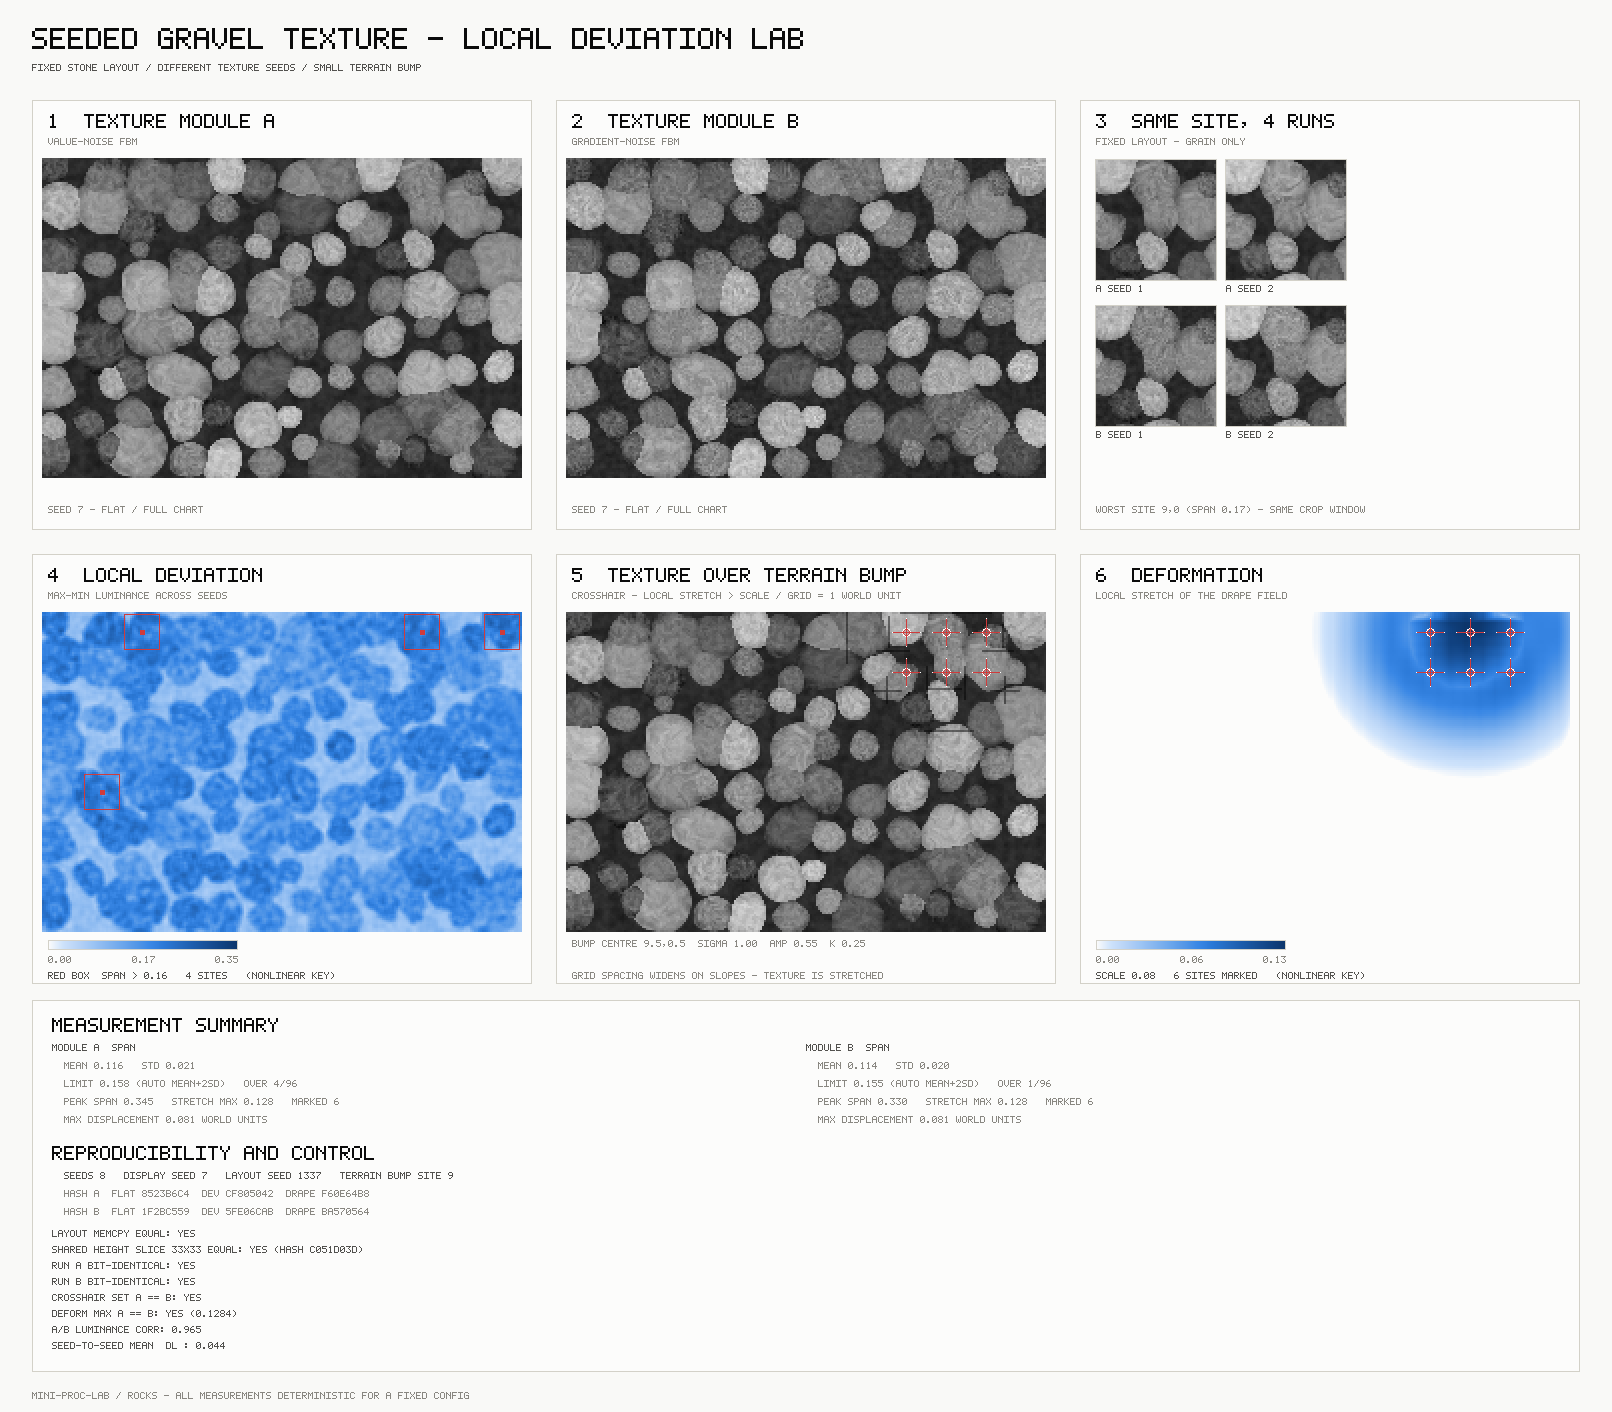 SEEDED GRAVEL TEXTURE - LOCAL DEVIATION LAB
FIXED STONE LAYOUT / DIFFERENT TEXTURE SEEDS / SMALL TERRAIN BUMP
1 TEXTURE MODULE A
VALUE-NOISE FBM
SEED 7 - FLAT / FULL CHART
2 TEXTURE MODULE B
GRADIENT-NOISE FBM
SEED 7 - FLAT / FULL CHART
3 SAME SITE, 4 RUNS
FIXED LAYOUT - GRAIN ONLY
A SEED 1
A SEED 2
B SEED 1
B SEED 2
WORST SITE 9,0 (SPAN 0.17) - SAME CROP WINDOW
4 LOCAL DEVIATION
MAX-MIN LUMINANCE ACROSS SEEDS
0.00 0.17 0.35
RED BOX SPAN > 0.16 4 SITES (NONLINEAR KEY)
5 TEXTURE OVER TERRAIN BUMP
CROSSHAIR - LOCAL STRETCH > SCALE / GRID = 1 WORLD UNIT
BUMP CENTRE 9.5,0.5 SIGMA 1.00 AMP 0.55 K 0.25
GRID SPACING WIDENS ON SLOPES - TEXTURE IS STRETCHED
6 DEFORMATION
LOCAL STRETCH OF THE DRAPE FIELD
0.00 0.06 0.13
SCALE 0.08 6 SITES MARKED (NONLINEAR KEY)
MEASUREMENT SUMMARY
MODULE A SPAN
MEAN 0.116 STD 0.021
LIMIT 0.158 (AUTO MEAN+2SD) OVER 4/96
PEAK SPAN 0.345 STRETCH MAX 0.128 MARKED 6
MAX DISPLACEMENT 0.081 WORLD UNITS
MODULE B SPAN
MEAN 0.114 STD 0.020
LIMIT 0.155 (AUTO MEAN+2SD) OVER 1/96
PEAK SPAN 0.330 STRETCH MAX 0.128 MARKED 6
MAX DISPLACEMENT 0.081 WORLD UNITS
REPRODUCIBILITY AND CONTROL
SEEDS 8 DISPLAY SEED 7 LAYOUT SEED 1337 TERRAIN BUMP SITE 9
HASH A FLAT 8523B6C4 DEV CF805042 DRAPE F60E64B8
HASH B FLAT 1F2BC559 DEV 5FE06CAB DRAPE BA570564
LAYOUT MEMCPY EQUAL: YES
SHARED HEIGHT SLICE 33X33 EQUAL: YES (HASH C051D03D)
RUN A BIT-IDENTICAL: YES
RUN B BIT-IDENTICAL: YES
CROSSHAIR SET A == B: YES
DEFORM MAX A == B: YES (0.1284)
A/B LUMINANCE CORR: 0.965
SEED-TO-SEED MEAN DL : 0.044
MINI-PROC-LAB / ROCKS - ALL MEASUREMENTS DETERMINISTIC FOR A FIXED CONFIG